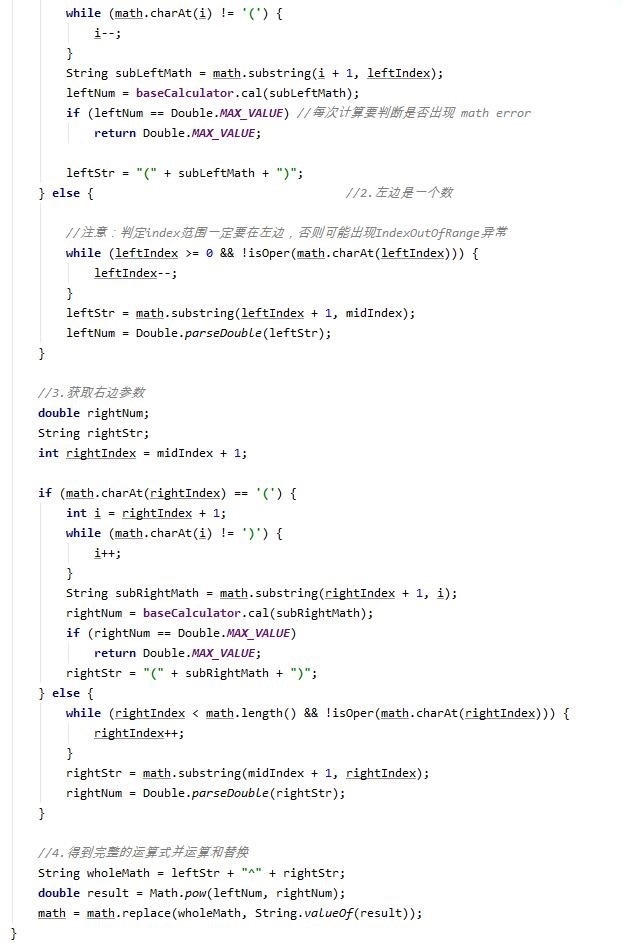 while (math.charAt(i) != '(') {
i--;
}
String subLeftMath = math.substring(i + 1, leftIndex);
leftNum = baseCalculator.cal(subLeftMath);
if (leftNum == Double.MAX_VALUE) //每次计算要判断是否出现 math error
return Double.MAX_VALUE;
leftStr = "(" + subLeftMath + ")";
} else { //2.左边是一个数
//注意：判定index范围一定要在左边，否则可能出现IndexOutOfRange异常
while (leftIndex >= 0 && !isOper(math.charAt(leftIndex))) {
leftIndex--;
}
leftStr = math.substring(leftIndex + 1, midIndex);
leftNum = Double.parseDouble(leftStr);
}
//3.获取右边参数
double rightNum;
String rightStr;
int rightIndex = midIndex + 1;
if (math.charAt(rightIndex) == '(') {
int i = rightIndex + 1;
while (math.charAt(i) != ')') {
i++;
}
String subRightMath = math.substring(rightIndex + 1, i);
rightNum = baseCalculator.cal(subRightMath);
if (rightNum == Double.MAX_VALUE)
return Double.MAX_VALUE;
rightStr = "(" + subRightMath + ")";
} else {
while (rightIndex < math.length() && !isOper(math.charAt(rightIndex))) {
rightIndex++;
}
rightStr = math.substring(midIndex + 1, rightIndex);
rightNum = Double.parseDouble(rightStr);
}
//4.得到完整的运算式并运算和替换
String wholeMath = leftStr + "^" + rightStr;
double result = Math.pow(leftNum, rightNum);
math = math.replace(wholeMath, String.valueOf(result));
}